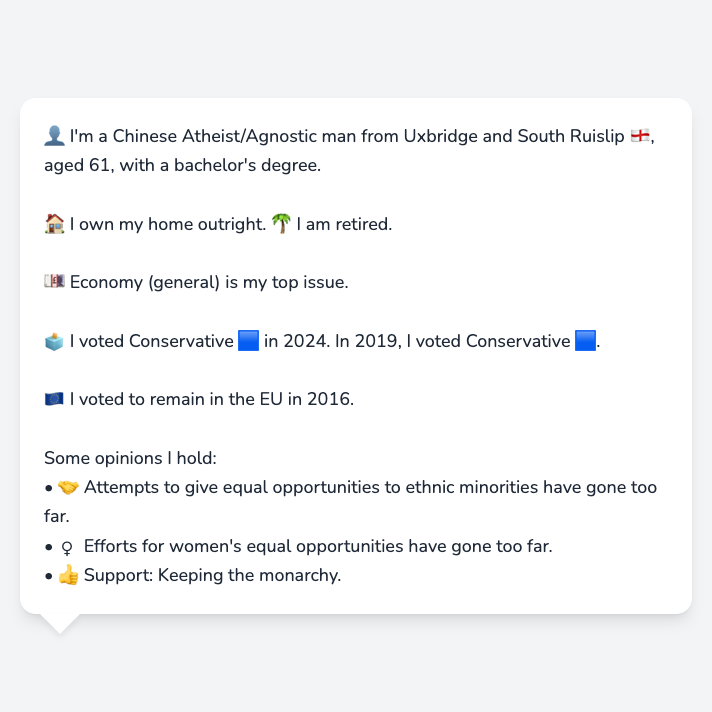 👤 I'm a Chinese Atheist/Agnostic man from Uxbridge and South Ruislip 🏴󠁧󠁢󠁥󠁮󠁧󠁿,
aged 61, with a bachelor's degree.
🏠 I own my home outright. 🌴 I am retired.
💷 Economy (general) is my top issue.
🗳️ I voted Conservative 🟦 in 2024. In 2019, I voted Conservative 🟦.
🇪🇺 I voted to remain in the EU in 2016.
Some opinions I hold:
• 🤝 Attempts to give equal opportunities to ethnic minorities have gone too
far.
• ♀ Efforts for women's equal opportunities have gone too far.
• 👍 Support: Keeping the monarchy.